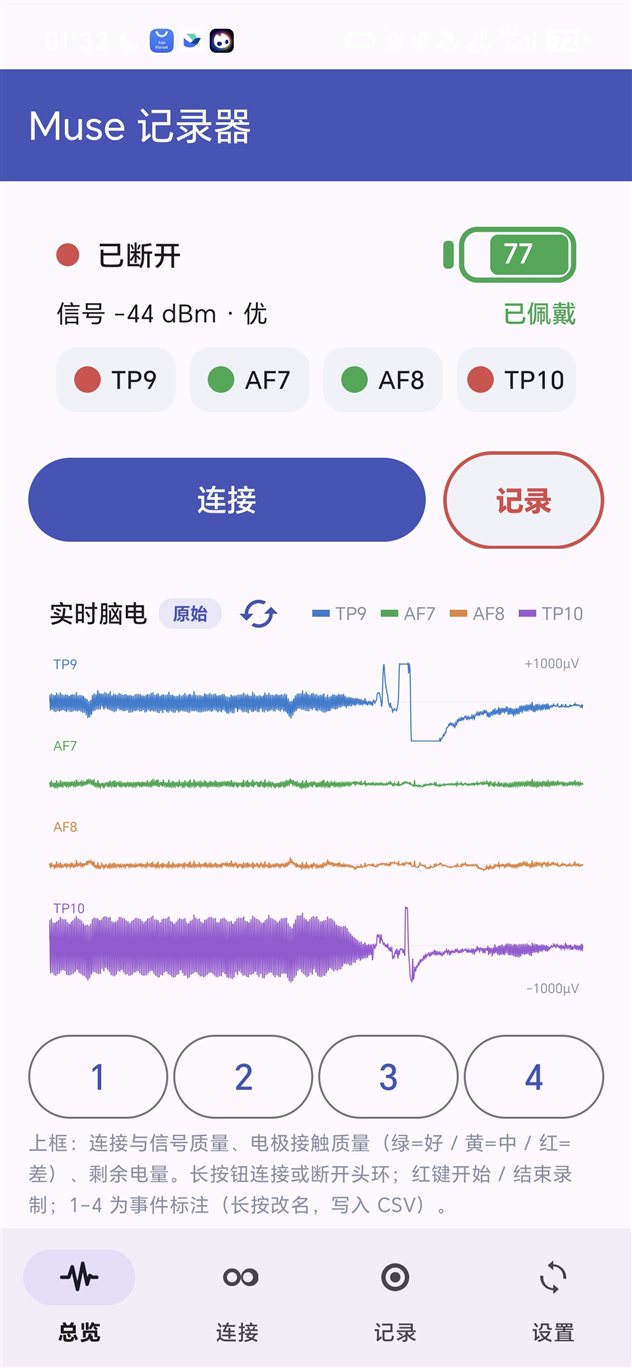 01:32
Muse 记录器
已断开
77
信号 -44 dBm · 优
已佩戴
TP9
AF7
AF8
TP10
连接
记录
实时脑电
原始
TP9
AF7
AF8
TP10
TP9
+1000μV
AF7
AF8
TP10
-1000μV
1
2
3
4
上框：连接与信号质量、电极接触质量（绿=好 / 黄=中 / 红=
差）、剩余电量。长按钮连接或断开头环；红键开始 / 结束录
制；1-4 为事件标注（长按改名，写入 CSV）。
总览
连接
记录
设置